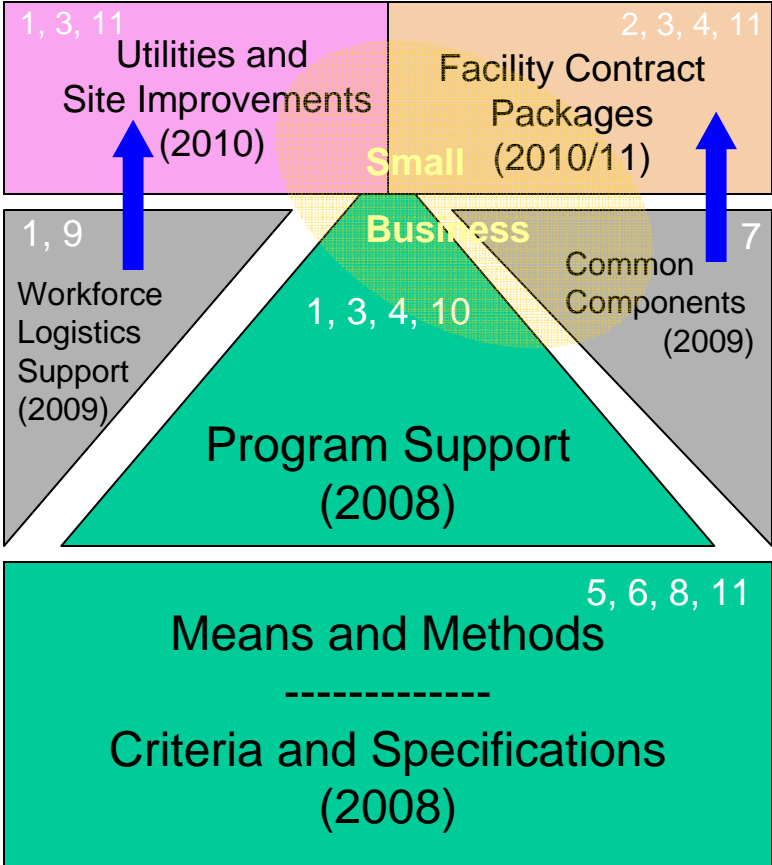 1, 3, 11
Utilities and
Site Improvements
(2010)
2, 3, 4, 11
Facility Contract
Packages
(2010/11)
Small
Business
1, 9
Workforce
Logistics
Support
(2009)
1, 3, 4, 10
Program Support
(2008)
7
Common
Components
(2009)
5, 6, 8, 11
Means and Methods
-------------
Criteria and Specifications
(2008)